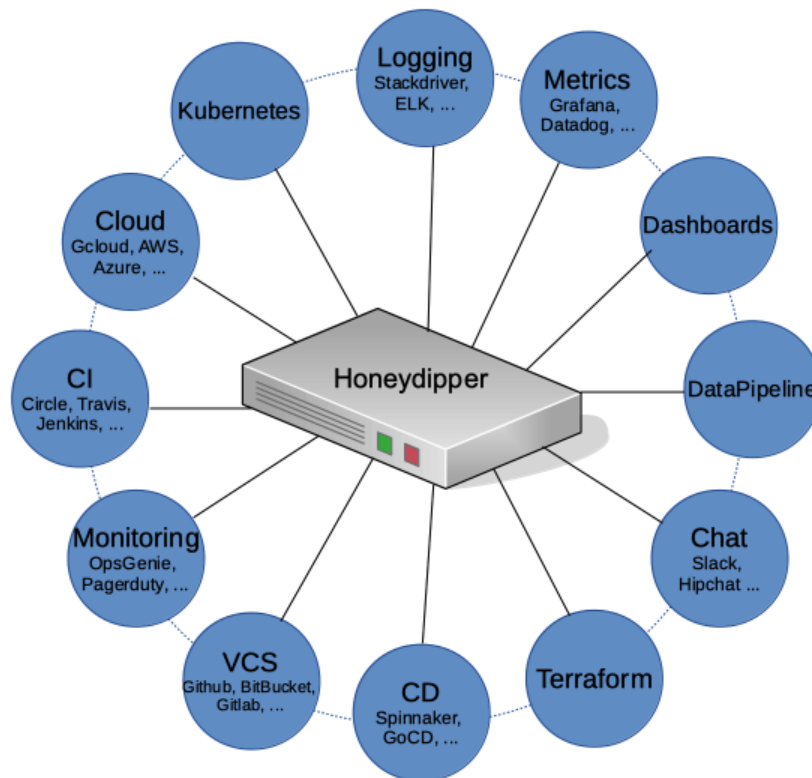 Logging
Stackdriver,
ELK, ...
Metrics
Grafana,
Datadog, ...
Kubernetes
Dashboards
Cloud
Gcloud, AWS,
Azure, ...
Honeydipper
DataPipeline
CI
Circle, Travis,
Jenkins, ...
Monitoring
OpsGenie,
Pagerduty, ...
Chat
Slack,
Hipchat ...
VCS
Github, BitBucket,
Gitlab, ...
CD
Spinnaker,
GoCD, ...
Terraform